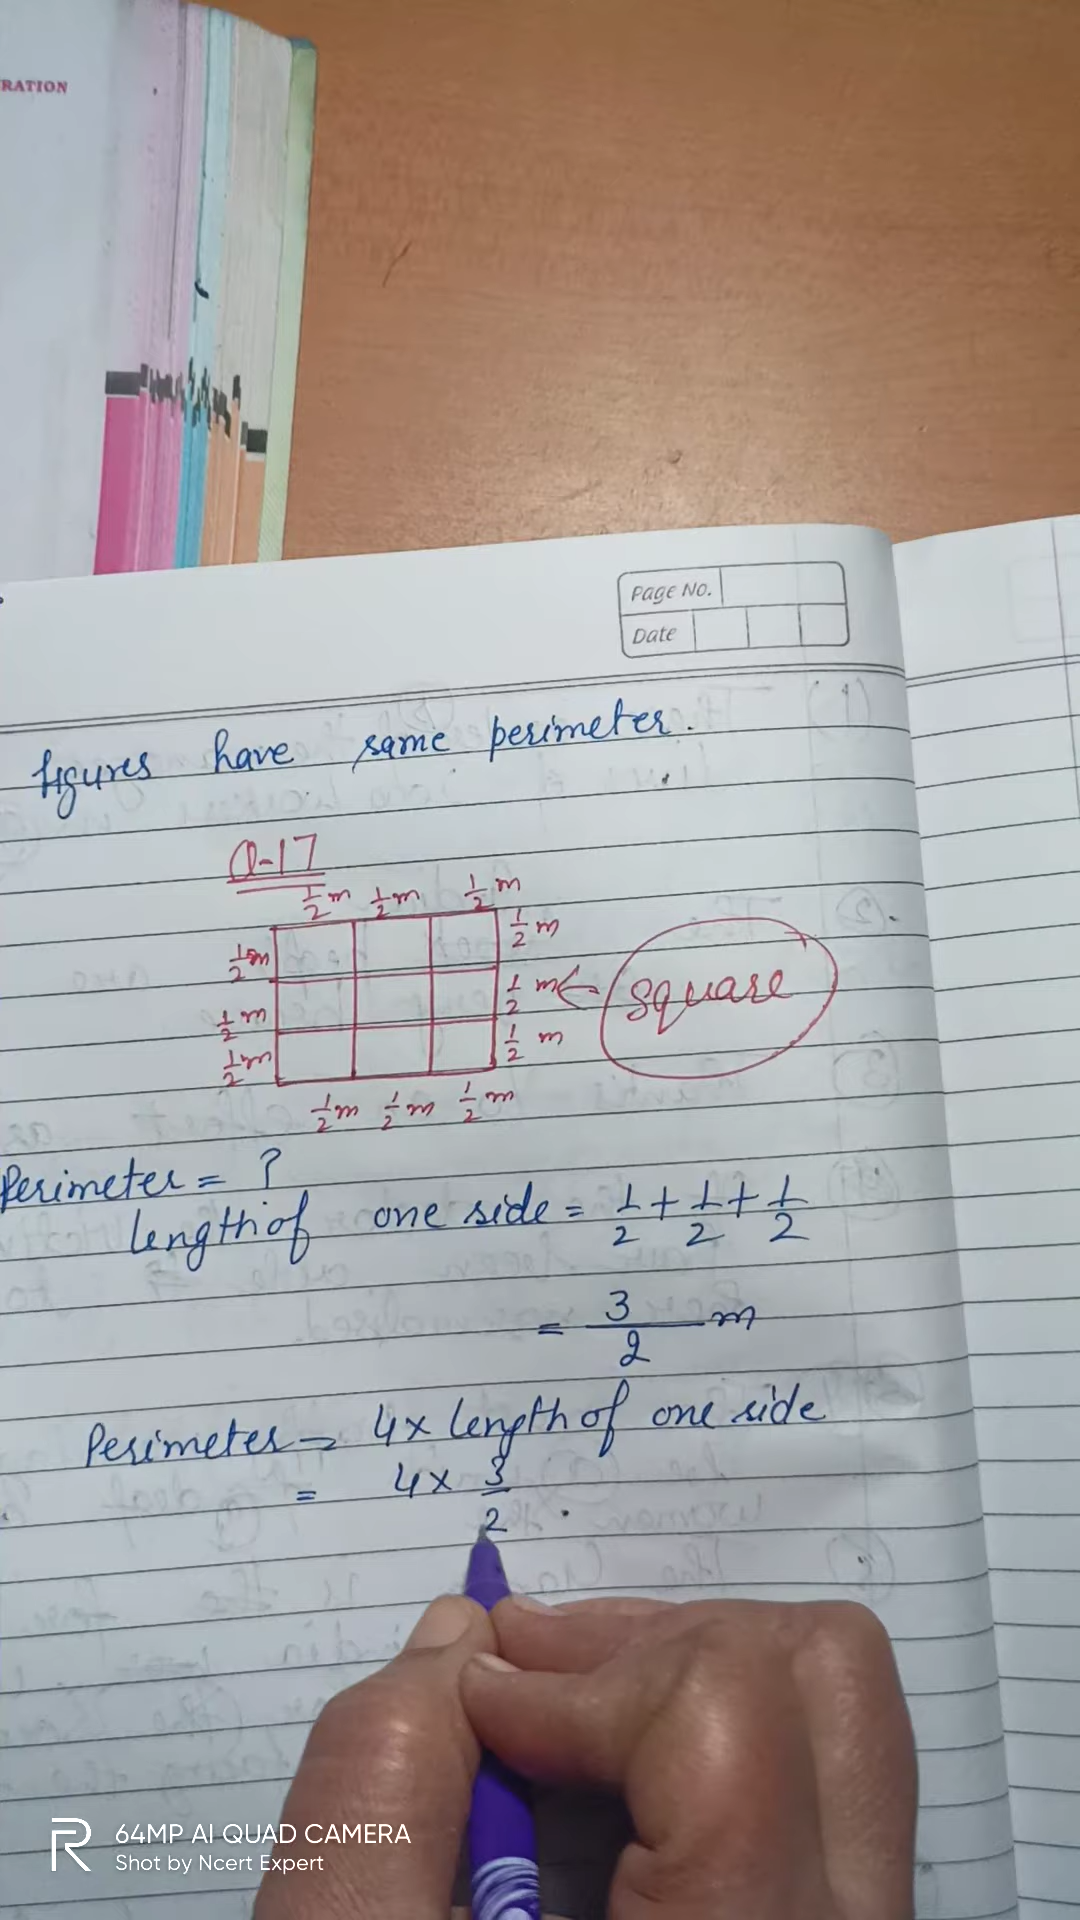 RATION
Page No.
Date
figures have same perimeter.
Q-17
1/2 m 1/2 m 1/2 m
1/2 m 1/2 m
1/2 m 1/2 m ← square
1/2 m 1/2 m
1/2 m 1/2 m 1/2 m
Perimeter = ?
length of one side = 1/2 + 1/2 + 1/2
= 3/2 m
Perimeter = 4 × length of one side
= 4 × 3/2
64MP AI QUAD CAMERA
Shot by Ncert Expert